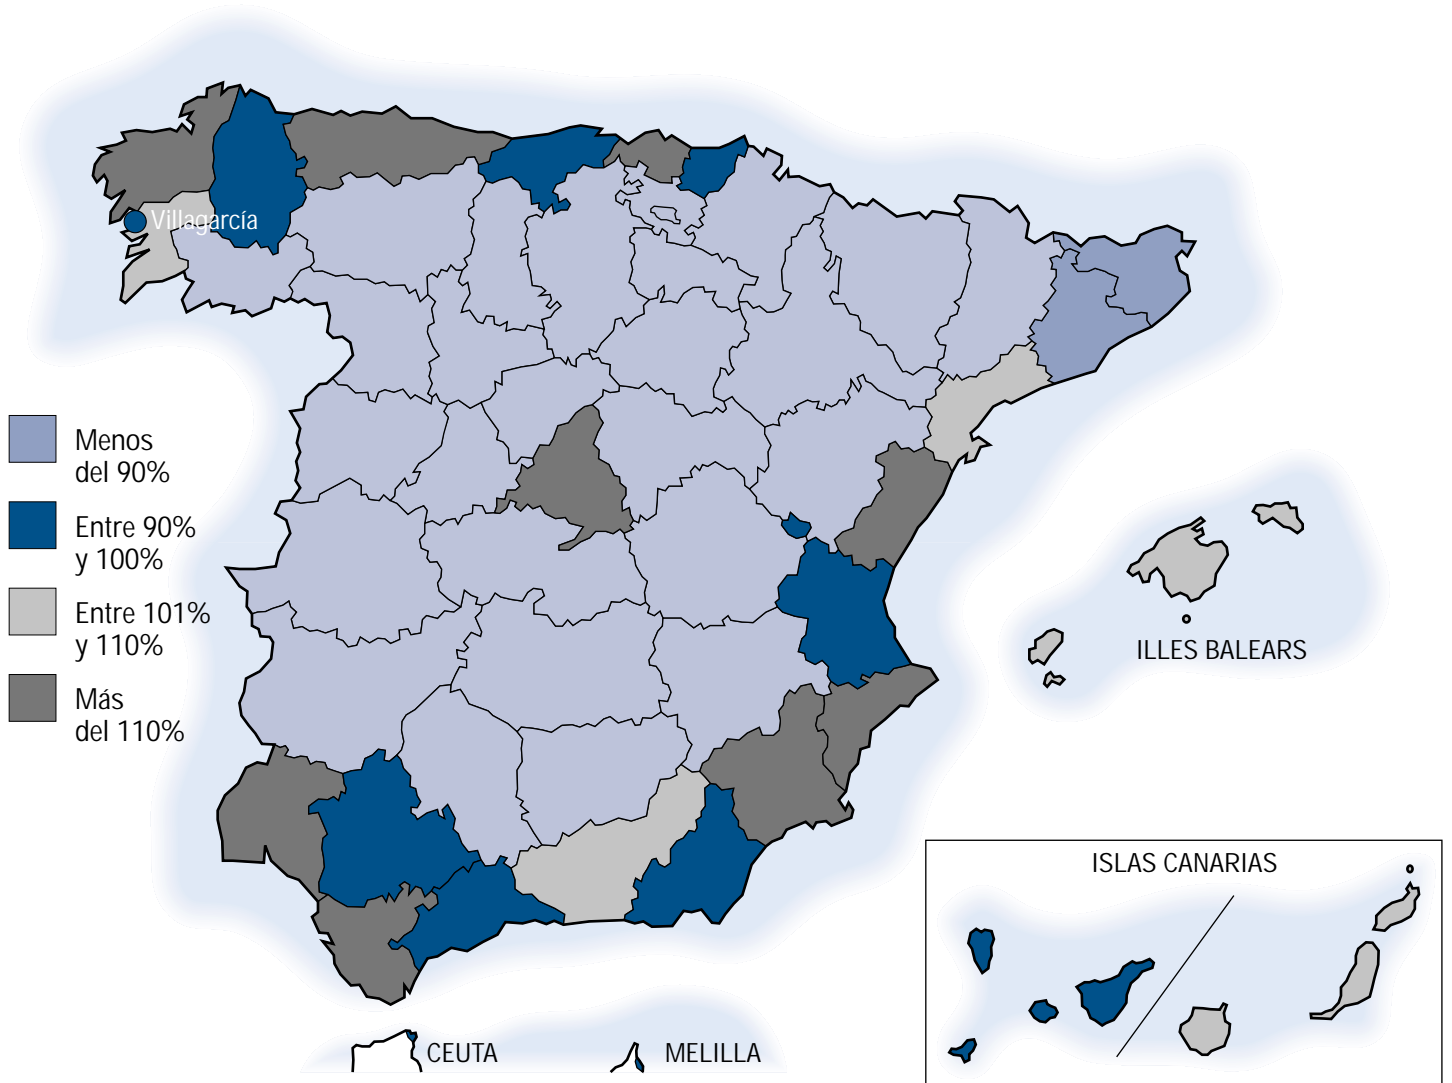 Villagarcía
Menos
del 90%
Entre 90%
y 100%
Entre 101%
y 110%
Más
del 110%
ILLES BALEARS
ISLAS CANARIAS
CEUTA
MELILLA